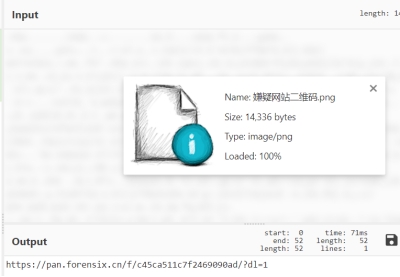 Input
length: 14
Name: 嫌疑网站二维码.png
Size: 14,336 bytes
Type: image/png
Loaded: 100%
Output
start: 0
end: 52
length: 52
time: 71ms
length: 52
lines: 1
https://pan.forensix.cn/f/c45ca511c7f2469090ad/?dl=1